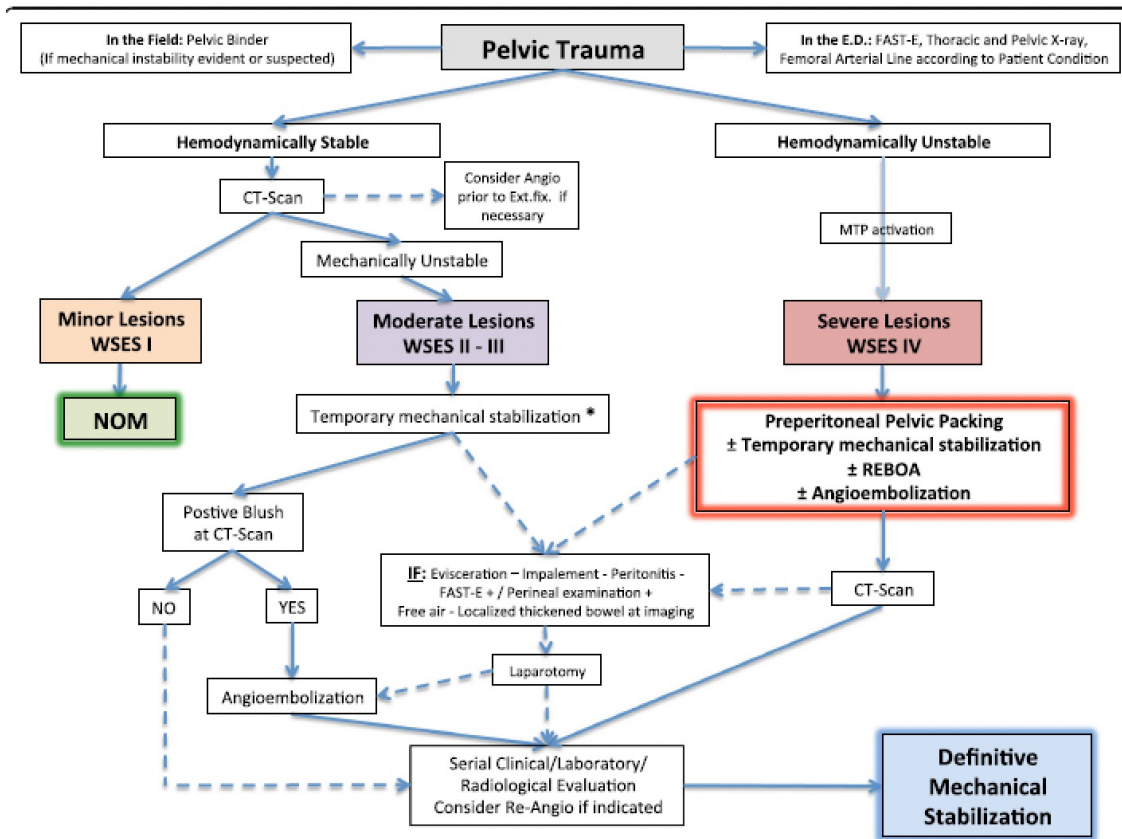 In the Field: Pelvic Binder
(If mechanical instability evident or suspected)
Pelvic Trauma
In the E.D.: FAST-E, Thoracic and Pelvic X-ray,
Femoral Arterial Line according to Patient Condition
Hemodynamically Stable
Hemodynamically Unstable
CT-Scan
Consider Angio
prior to Ext.fix. if
necessary
MTP activation
Mechanically Unstable
Minor Lesions
WSES I
Moderate Lesions
WSES II - III
Severe Lesions
WSES IV
NOM
Temporary mechanical stabilization *
Preperitoneal Pelvic Packing
± Temporary mechanical stabilization
± REBOA
± Angioembolization
Postive Blush
at CT-Scan
IF: Evisceration – Impalement - Peritonitis -
FAST-E + / Perineal examination +
Free air - Localized thickened bowel at imaging
CT-Scan
NO
YES
Laparotomy
Angioembolization
Serial Clinical/Laboratory/
Radiological Evaluation
Consider Re-Angio if indicated
Definitive
Mechanical
Stabilization